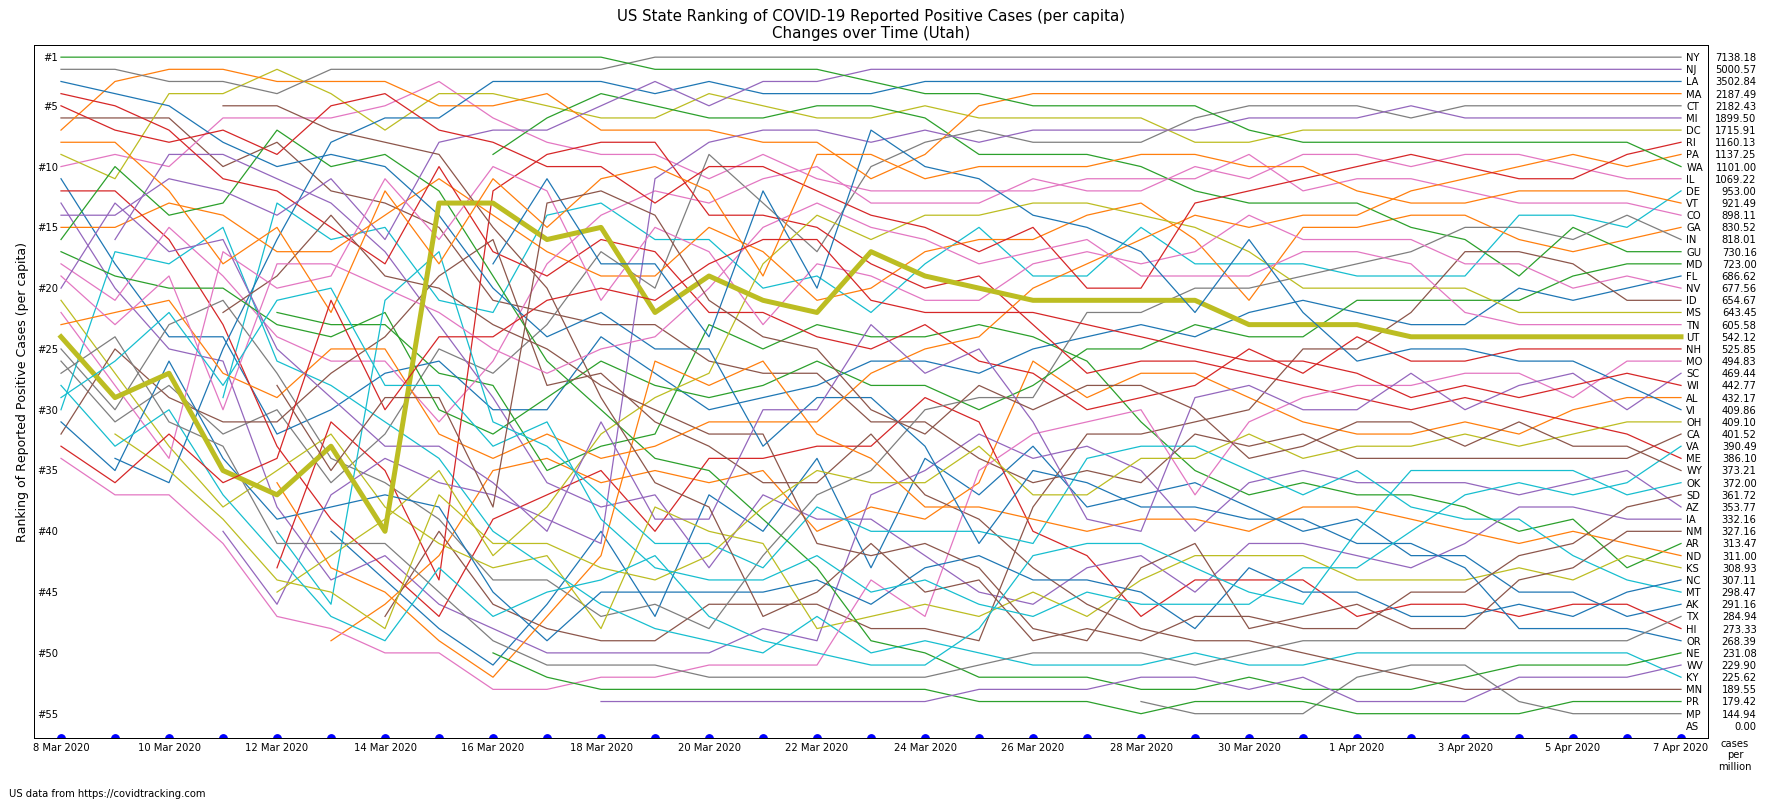 US State Ranking of COVID-19 Reported Positive Cases (per capita)
Changes over Time (Utah)
Ranking of Reported Positive Cases (per capita)
#1
#5
#10
#15
#20
#25
#30
#35
#40
#45
#50
#55
NY 7138.18
NJ 5000.57
LA 3502.84
MA 2187.49
CT 2182.43
MI 1899.50
DC 1715.91
RI 1160.13
PA 1137.25
WA 1101.00
IL 1069.22
DE 953.00
VT 921.49
CO 898.11
GA 830.52
IN 818.01
GU 730.16
MD 723.00
FL 686.62
NV 677.56
ID 654.67
MS 643.45
TN 605.58
UT 542.12
NH 525.85
MO 494.83
SC 469.44
WI 442.77
AL 432.17
VI 409.86
OH 409.10
CA 401.52
VA 390.49
ME 386.10
WY 373.21
OK 372.00
SD 361.72
AZ 353.77
IA 332.16
NM 327.16
AR 313.47
ND 311.00
KS 308.93
NC 307.11
MT 298.47
AK 291.16
TX 284.94
HI 273.33
OR 268.39
NE 231.08
WV 229.90
KY 225.62
MN 189.55
PR 179.42
MP 144.94
AS 0.00
8 Mar 2020 10 Mar 2020 12 Mar 2020 14 Mar 2020 16 Mar 2020 18 Mar 2020 20 Mar 2020 22 Mar 2020 24 Mar 2020 26 Mar 2020 28 Mar 2020 30 Mar 2020 1 Apr 2020 3 Apr 2020 5 Apr 2020 7 Apr 2020
cases
per
million
US data from https://covidtracking.com